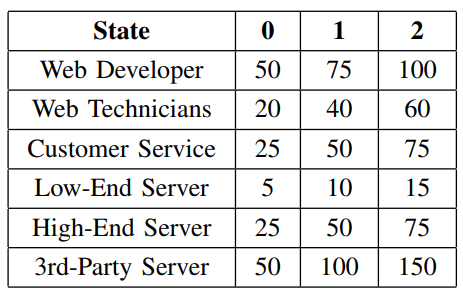 State 0 1 2
Web Developer 50 75 100
Web Technicians 20 40 60
Customer Service 25 50 75
Low-End Server 5 10 15
High-End Server 25 50 75
3rd-Party Server 50 100 150